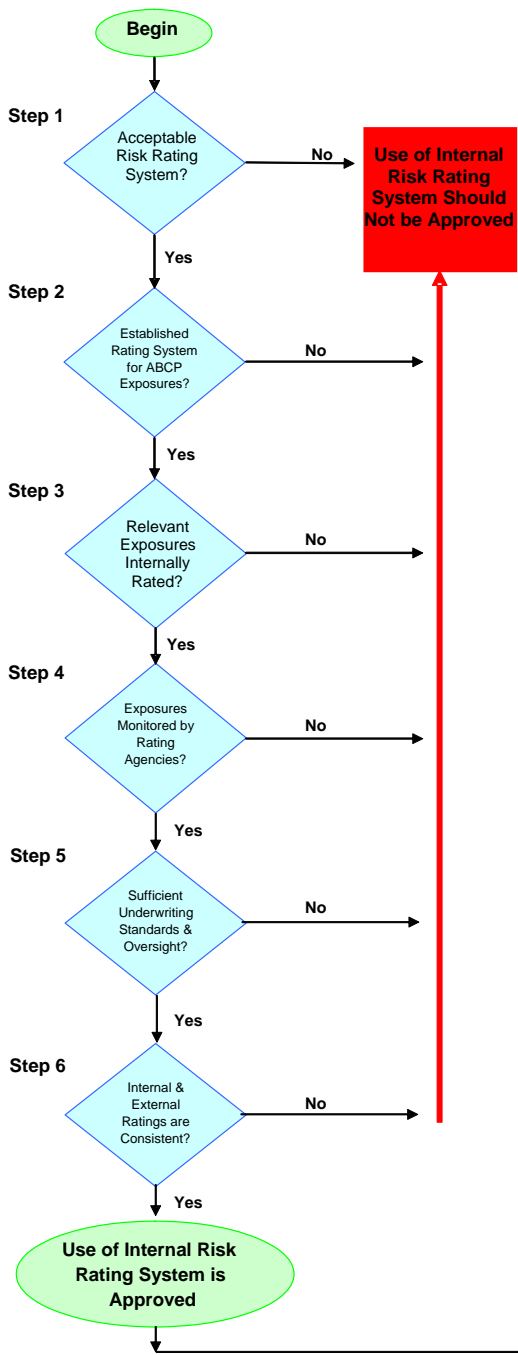 Begin
Step 1
Acceptable
Risk Rating
System?
No
Use of Internal
Risk Rating
System Should
Not be Approved
Yes
Step 2
Established
Rating System
for ABCP
Exposures?
No
Yes
Step 3
Relevant
Exposures
Internally
Rated?
No
Yes
Step 4
Exposures
Monitored by
Rating
Agencies?
No
Yes
Step 5
Sufficient
Underwriting
Standards &
Oversight?
No
Yes
Step 6
Internal &
External
Ratings are
Consistent?
No
Yes
Use of Internal Risk
Rating System is
Approved